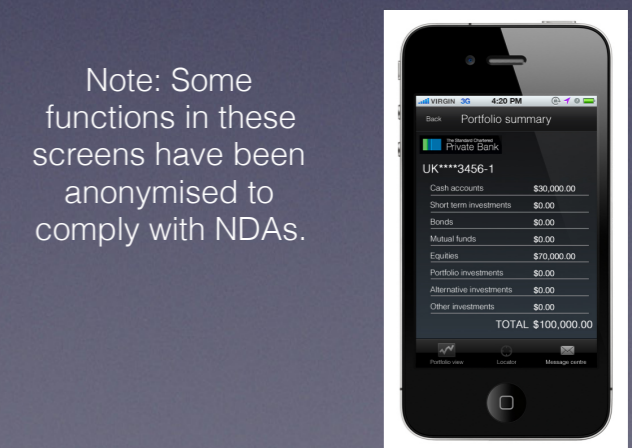 Note: Some
functions in these
screens have been
anonymised to
comply with NDAs.
VIRGIN 3G 4:20 PM
Back Portfolio summary
The Standard Chartered
Private Bank
UK****3456-1
Cash accounts $30,000.00
Short term investments $0.00
Bonds $0.00
Mutual funds $0.00
Equities $70,000.00
Portfolio investments $0.00
Alternative investments $0.00
Other investments $0.00
TOTAL $100,000.00
Portfolio view Locator Message centre